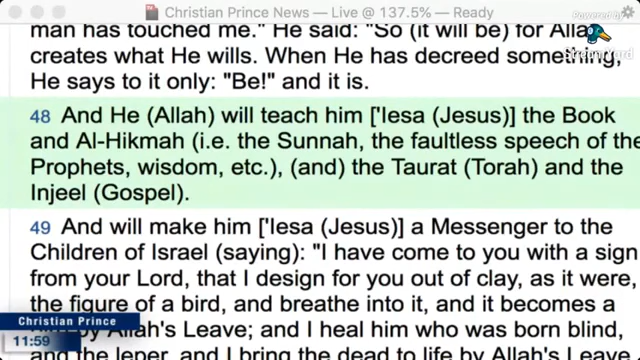 Christian Prince News — Live @ 137.5% — Ready
man has touched me." He said: "So (it will be) for Alla
creates what He wills. When He has decreed something,
He says to it only: "Be!" and it is.
48 And He (Allah) will teach him ['Iesa (Jesus)] the Book
and Al-Hikmah (i.e. the Sunnah, the faultless speech of the
Prophets, wisdom, etc.), (and) the Taurat (Torah) and the
Injeel (Gospel).
49 And will make him ['Iesa (Jesus)] a Messenger to the
Children of Israel (saying): "I have come to you with a sign
from your Lord, that I design for you out of clay, as it were,
the figure of a bird, and breathe into it, and it becomes a
by Allah's Leave; and I heal him who was born blind,
and the leper, and I bring the dead to life by Allah's Leave
Christian Prince
11:59
Powered by